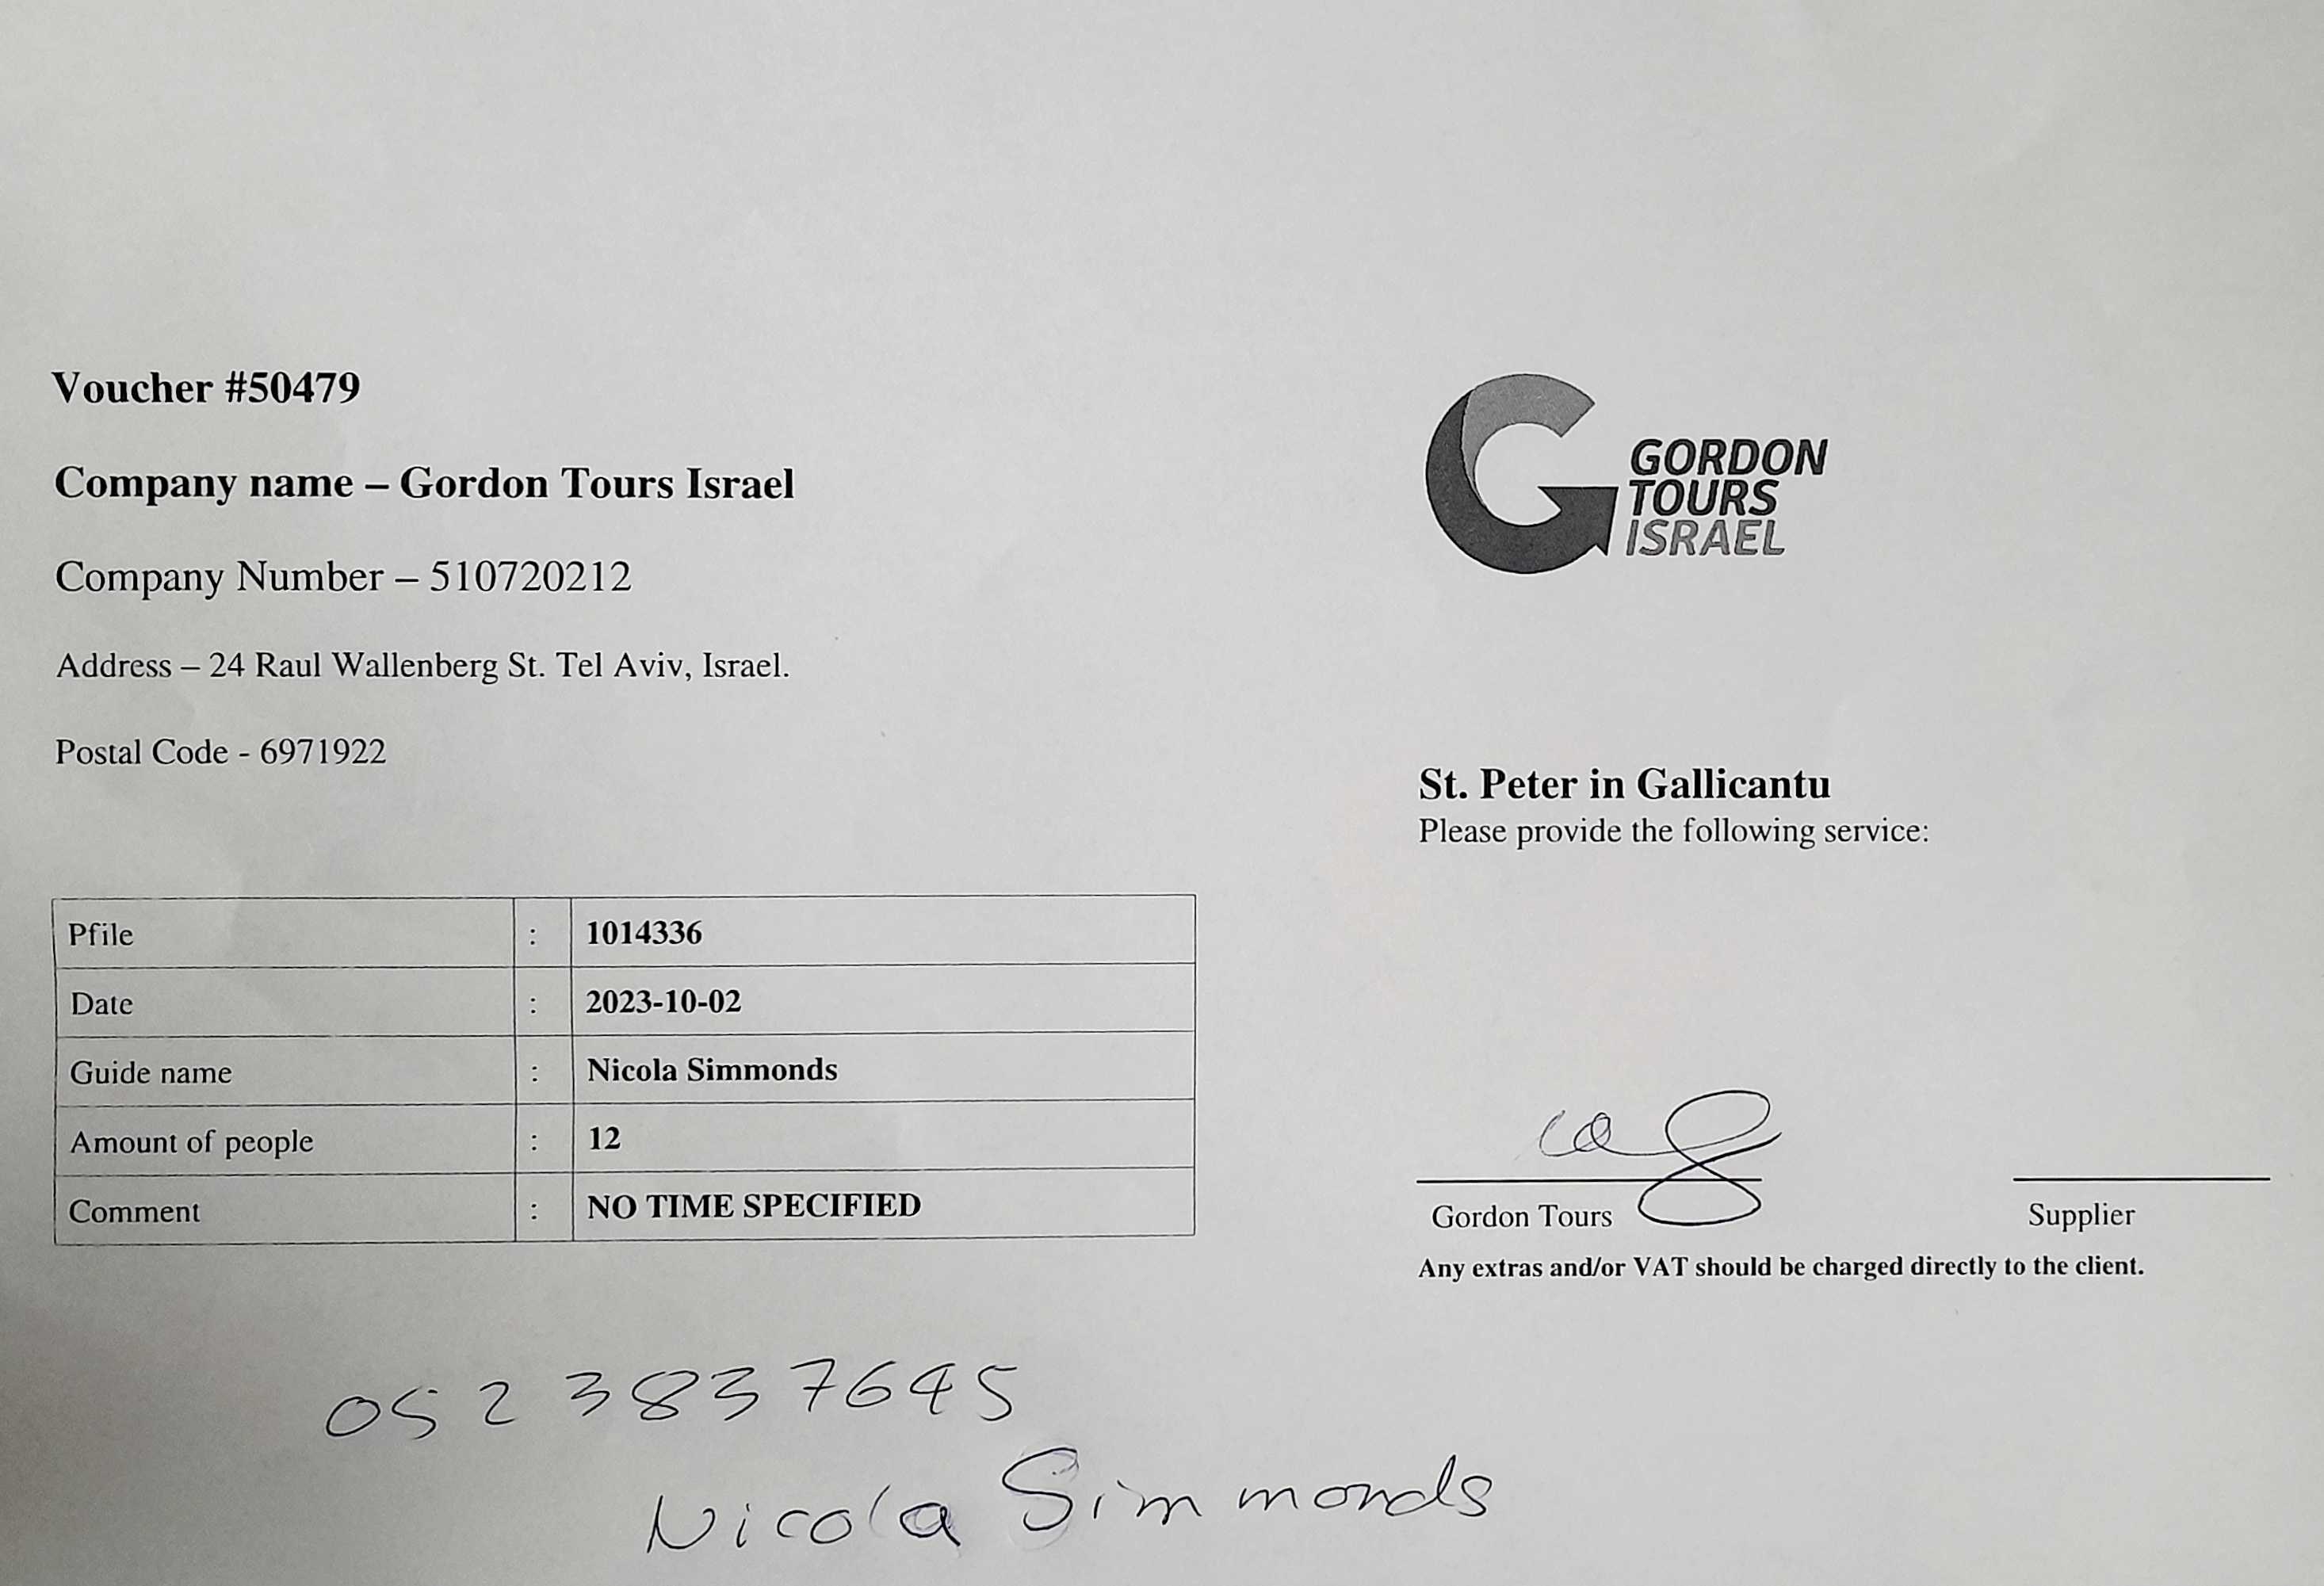 Voucher #50479
Company name – Gordon Tours Israel
Company Number – 510720212
Address – 24 Raul Wallenberg St. Tel Aviv, Israel.
Postal Code - 6971922
GORDON
TOURS
ISRAEL
St. Peter in Gallicantu
Please provide the following service:
Pfile : 1014336
Date : 2023-10-02
Guide name : Nicola Simmonds
Amount of people : 12
Comment : NO TIME SPECIFIED
Gordon Tours
Supplier
Any extras and/or VAT should be charged directly to the client.
052 3837645
Nicola Simmonds